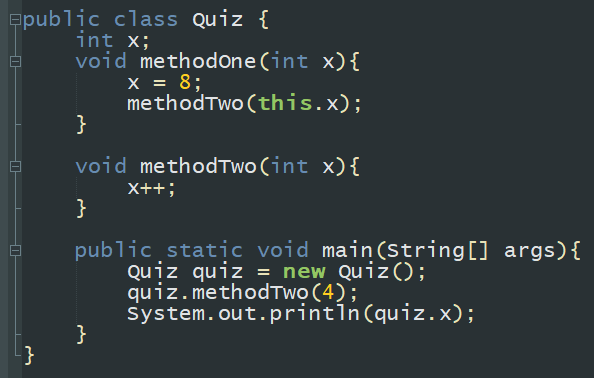 public class Quiz {
int x;
void methodOne(int x){
x = 8;
methodTwo(this.x);
}
void methodTwo(int x){
x++;
}
public static void main(String[] args){
Quiz quiz = new Quiz();
quiz.methodTwo(4);
System.out.println(quiz.x);
}
}